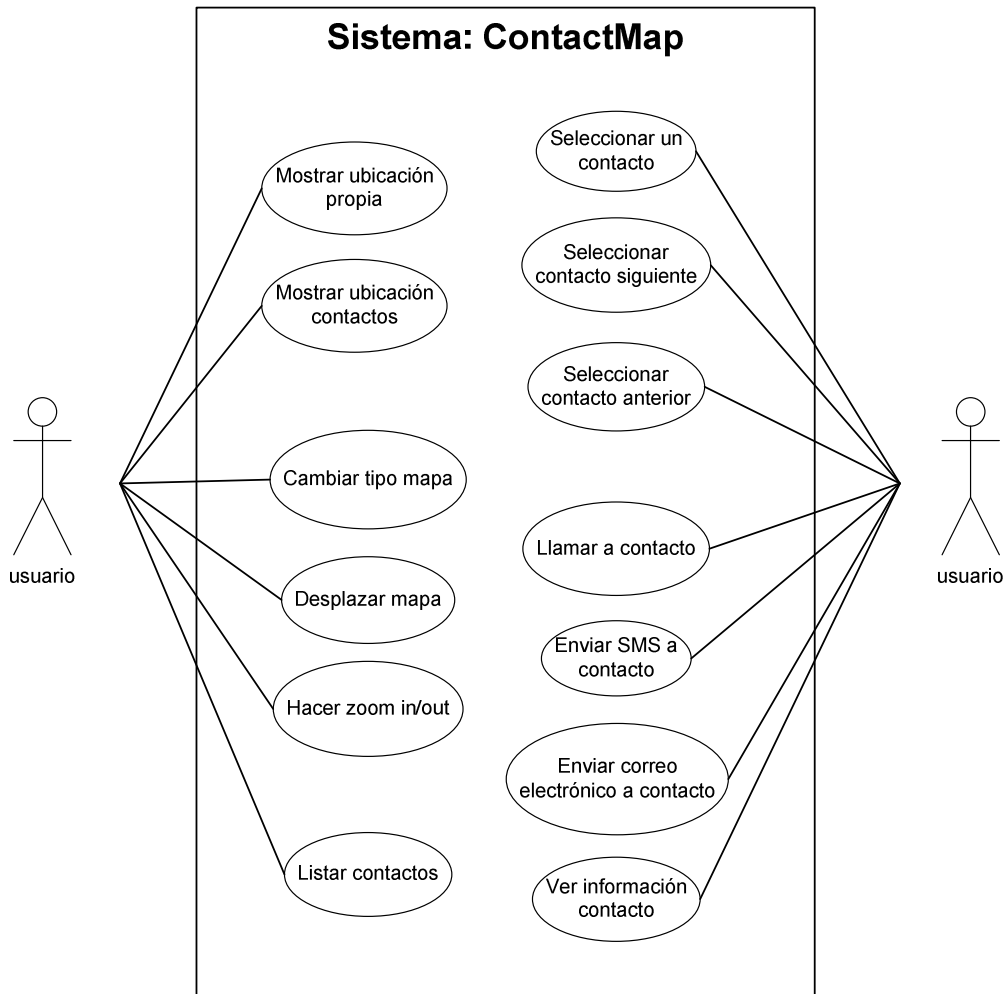 Sistema: ContactMap
Mostrar ubicación
propia
Mostrar ubicación
contactos
Cambiar tipo mapa
Desplazar mapa
Hacer zoom in/out
Listar contactos
usuario
Seleccionar un
contacto
Seleccionar
contacto siguiente
Seleccionar
contacto anterior
Llamar a contacto
Enviar SMS a
contacto
Enviar correo
electrónico a contacto
Ver información
contacto
usuario